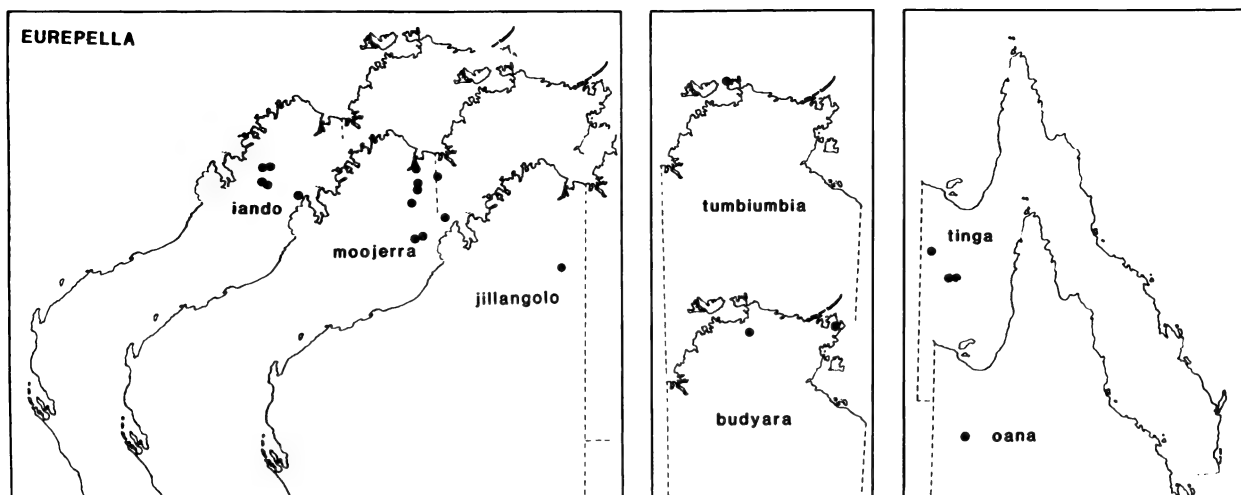 EUREPELLA
iando
moojerra
jillangolo
tumbiumbia
budyara
tinga
oana